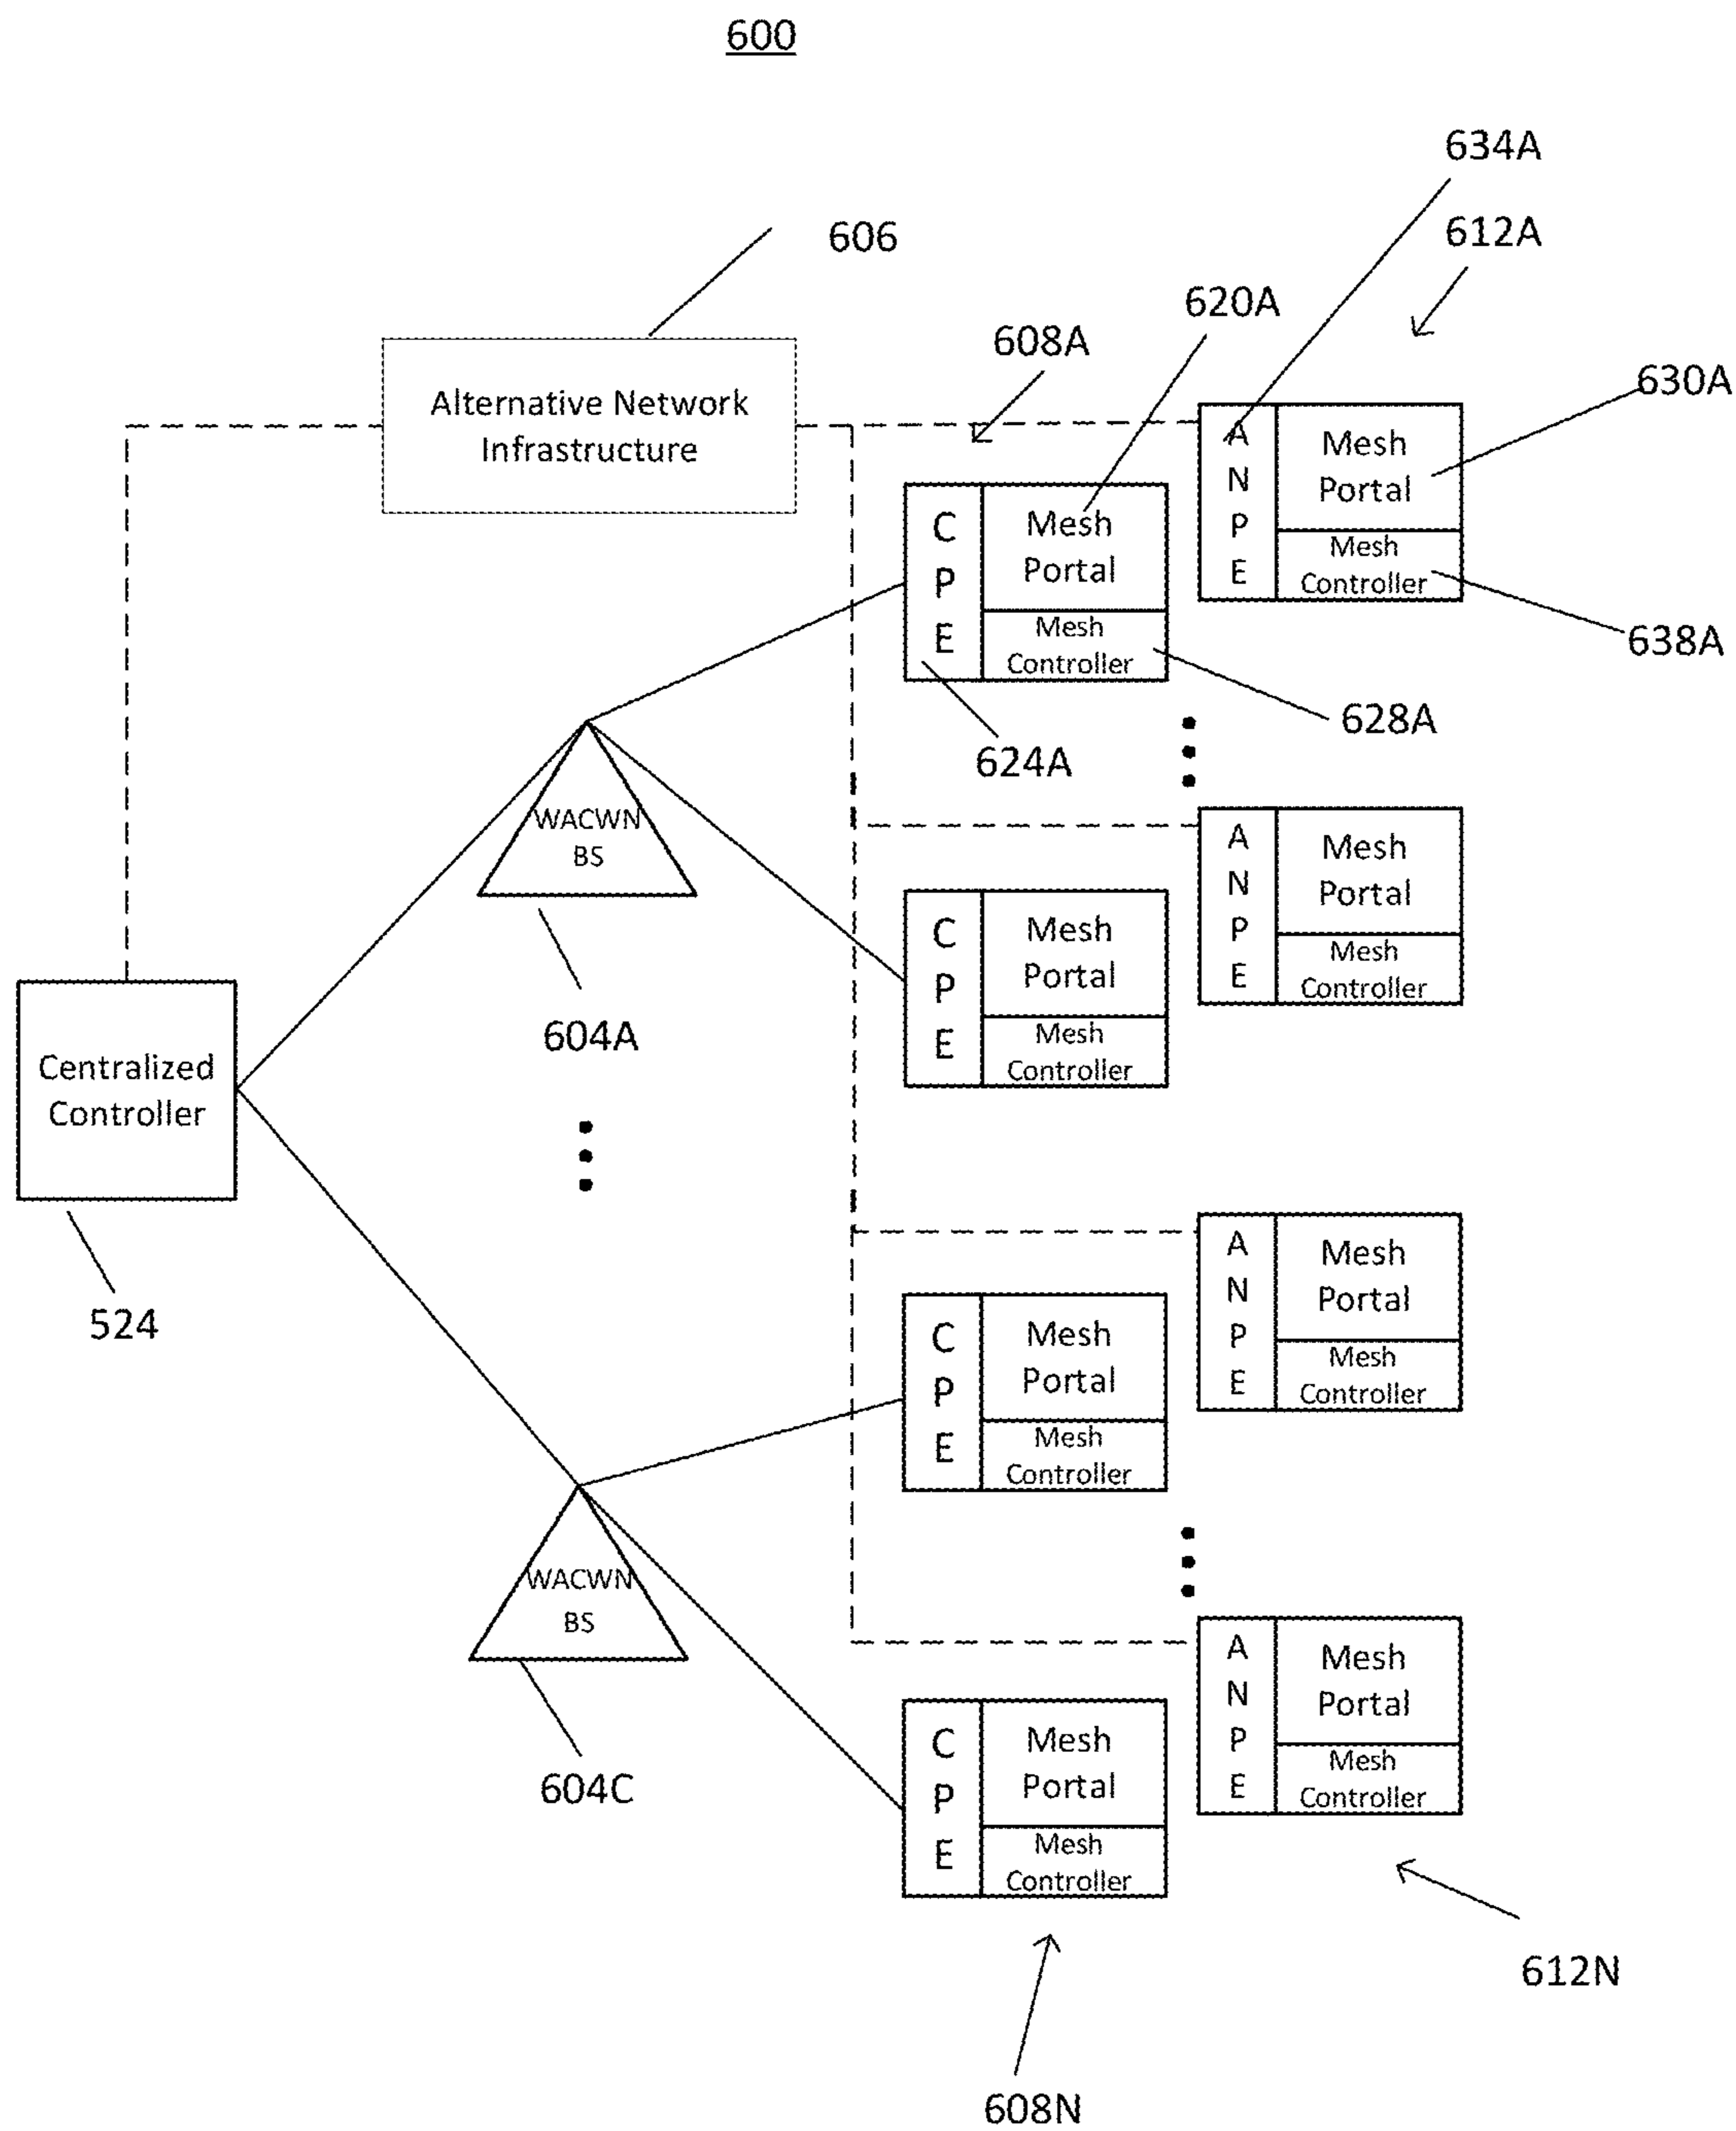 600
634A
612A
606
620A
608A
630A
Alternative Network
Infrastructure
A
N
P
E
Mesh
Portal
Mesh
Controller
C
P
E
Mesh
Portal
Mesh
Controller
638A
628A
624A
WACWN
BS
604A
A
N
P
E
Mesh
Portal
Mesh
Controller
C
P
E
Mesh
Portal
Mesh
Controller
Centralized
Controller
524
A
N
P
E
Mesh
Portal
Mesh
Controller
C
P
E
Mesh
Portal
Mesh
Controller
WACWN
BS
604C
A
N
P
E
Mesh
Portal
Mesh
Controller
C
P
E
Mesh
Portal
Mesh
Controller
612N
608N